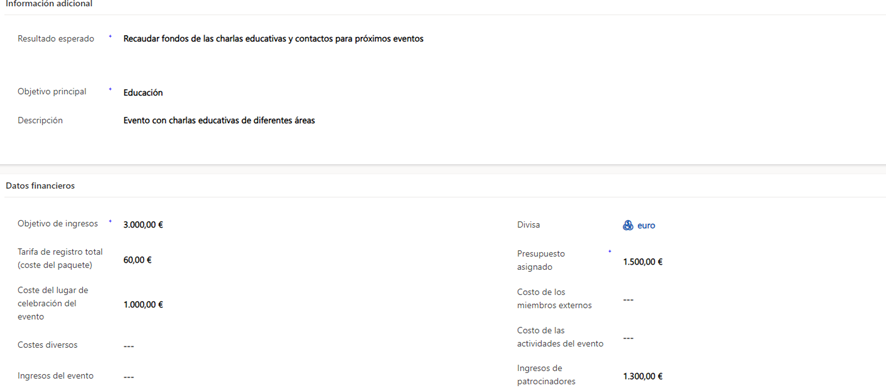 Información adicional
Resultado esperado * Recaudar fondos de las charlas educativas y contactos para próximos eventos
Objetivo principal * Educación
Descripción Evento con charlas educativas de diferentes áreas
Datos financieros
Objetivo de ingresos * 3.000,00 €
Divisa euro
Tarifa de registro total
(coste del paquete)
60,00 €
Presupuesto *
asignado
1.500,00 €
Coste del lugar de
celebración del
evento
1.000,00 €
Costo de los
miembros externos
---
Costes diversos ---
Costo de las
actividades del evento
---
Ingresos del evento ---
Ingresos de
patrocinadores
1.300,00 €